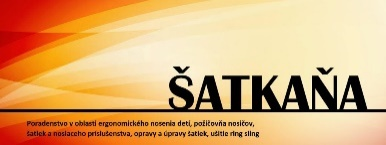 ŠATKAŇA
Poradenstvo v oblasti ergonomického nosenia detí, požičovňa nosičov,
šatiek a nosiaceho príslušenstva, opravy a úpravy šatiek, ušitie ring sling